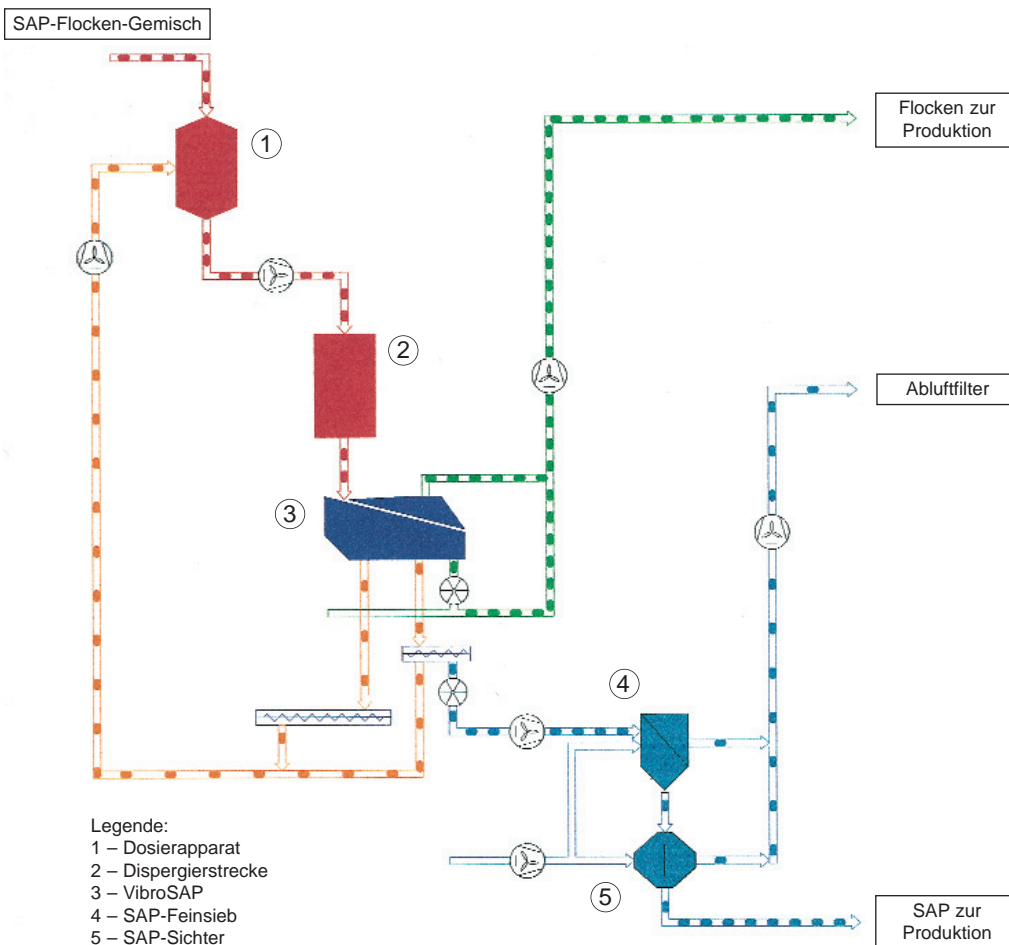 SAP-Flocken-Gemisch
1
Flocken zur
Produktion
2
Abluftfilter
3
4
Legende:
1 – Dosierapparat
2 – Dispergierstrecke
3 – VibroSAP
4 – SAP-Feinsieb
5 – SAP-Sichter
5
SAP zur
Produktion